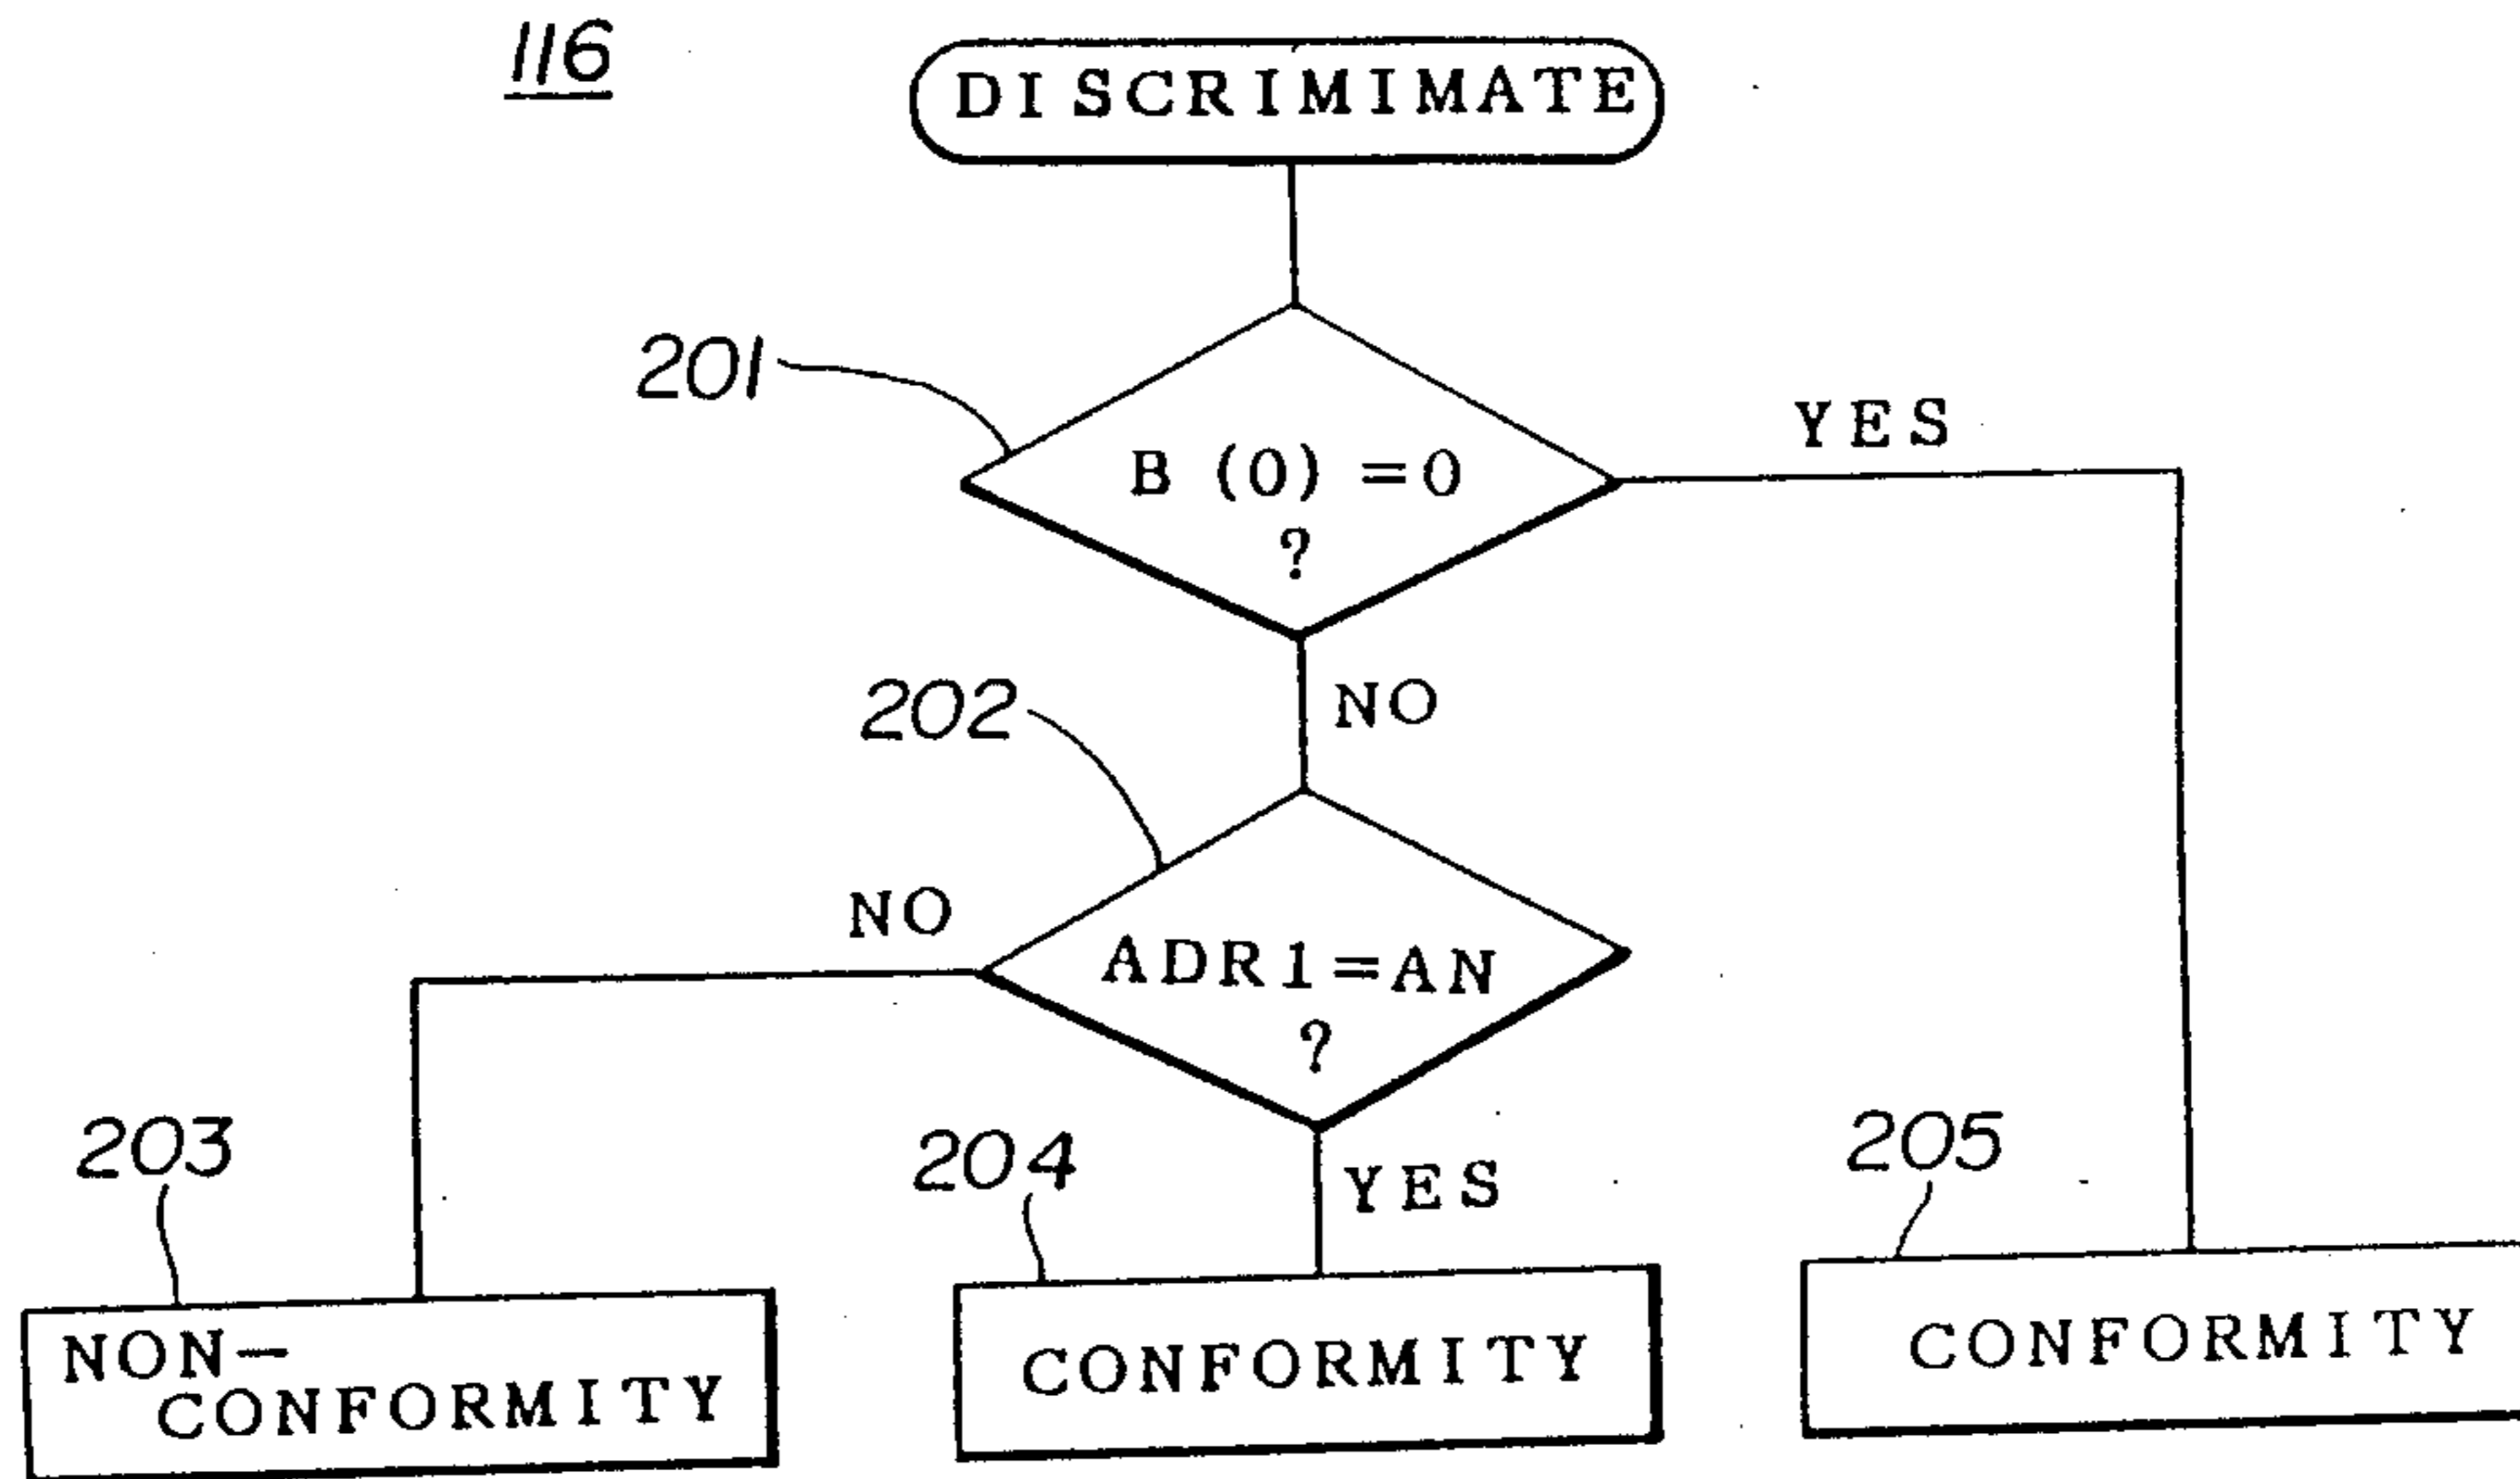 116
DISCRIMIMATE
201
B (0) =0
?
YES
202
NO
NO
ADR1=AN
?
203
204
YES
205
NON-
CONFORMITY
CONFORMITY
CONFORMITY